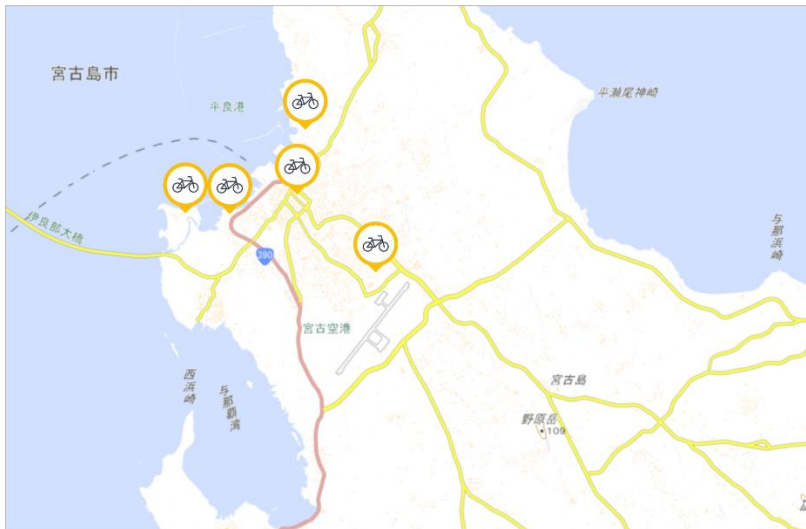 宮古島市
平良港
平瀬尾神崎
伊良部大橋
与那浜崎
390
宮古空港
西浜崎
与那覇湾
宮古島
野原岳
109